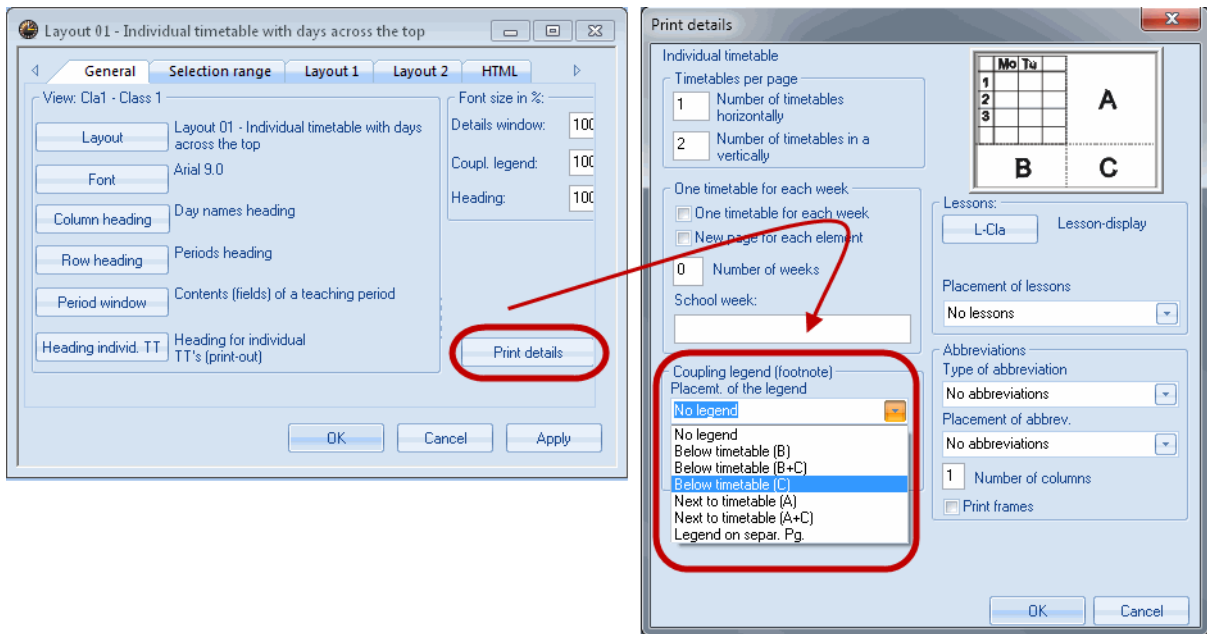 Layout 01 - Individual timetable with days across the top
General
Selection range
Layout 1
Layout 2
HTML
View: Cla1 - Class 1
Layout
Layout 01 - Individual timetable with days
across the top
Font
Arial 9.0
Column heading
Day names heading
Row heading
Periods heading
Period window
Contents (fields) of a teaching period
Heading individ. TT
Heading for individual
TT's (print-out)
Font size in %:
Details window:
100
Coupl. legend:
100
Heading:
100
Print details
OK
Cancel
Apply
Print details
Individual timetable
Timetables per page
1
Number of timetables
horizontally
2
Number of timetables in a
vertically
One timetable for each week
One timetable for each week
New page for each element
0
Number of weeks
School week:
Coupling legend (footnote)
Placemt. of the legend
No legend
No legend
Below timetable (B)
Below timetable (B+C)
Below timetable (C)
Next to timetable (A)
Next to timetable (A+C)
Legend on separ. Pg.
Mo Tu
1
2
3
A
B
C
Lessons:
L-Cla
Lesson-display
Placement of lessons
No lessons
Abbreviations
Type of abbreviation
No abbreviations
Placement of abbrev.
No abbreviations
1
Number of columns
Print frames
OK
Cancel